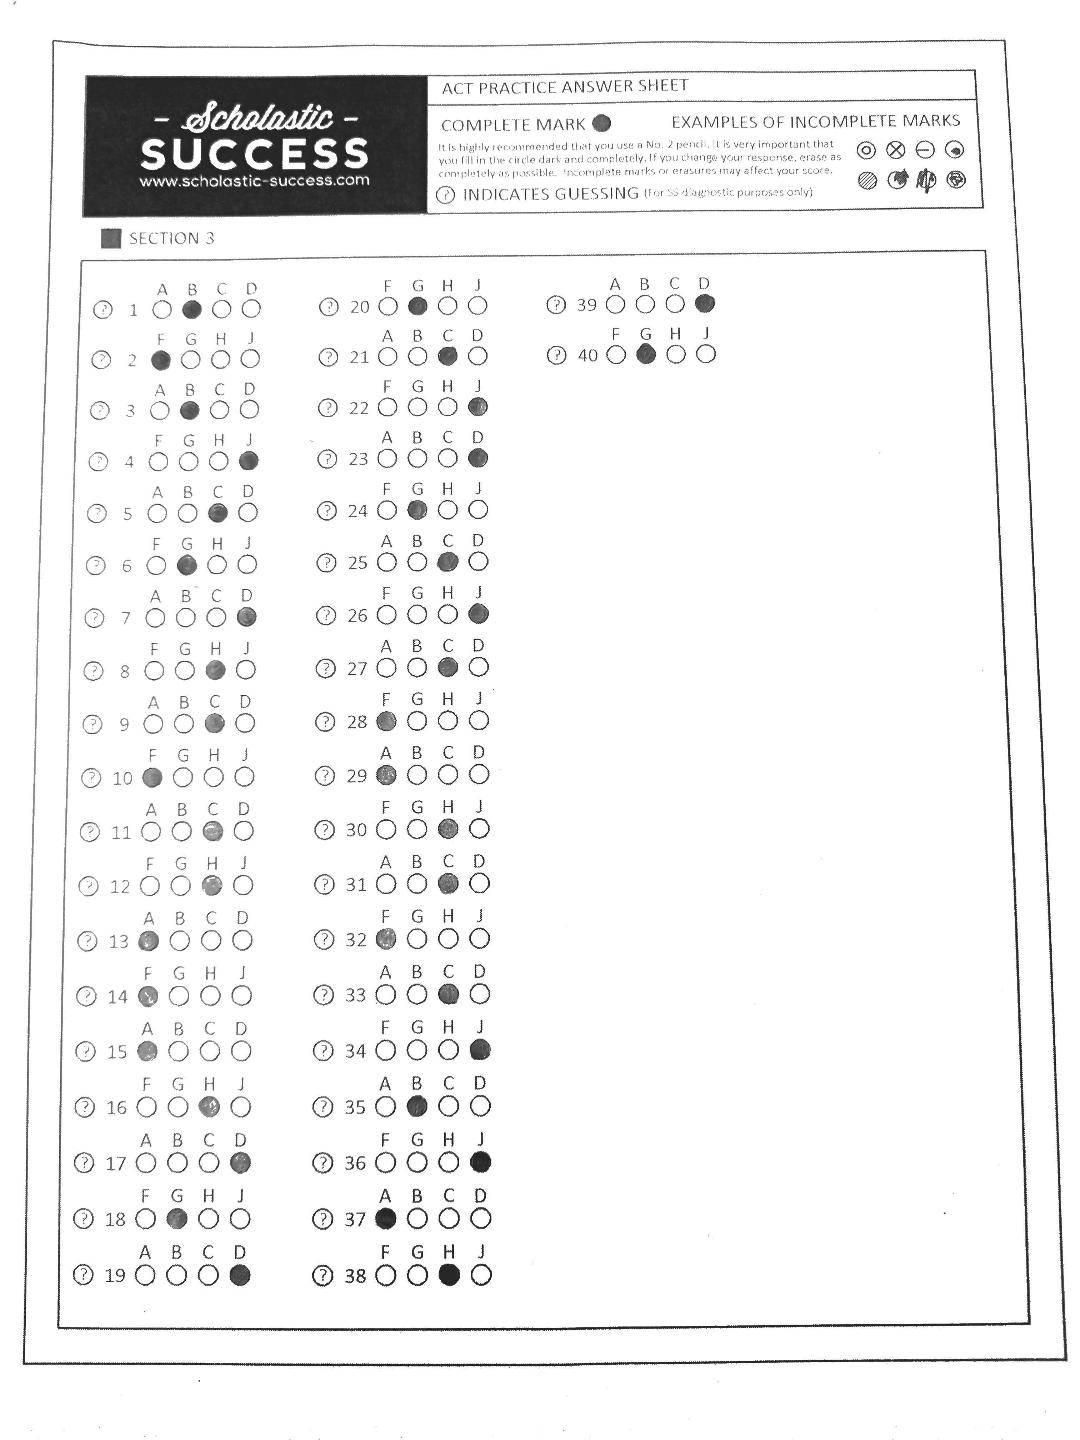 - Scholastic -
SUCCESS
www.scholastic-success.com
ACT PRACTICE ANSWER SHEET
COMPLETE MARK
EXAMPLES OF INCOMPLETE MARKS
It is highly recommended that you use a No. 2 pencil. It is very important that
you fill in the circle dark and completely. If you change your response, erase as
completely as possible. Incomplete marks or erasures may affect your score.
? INDICATES GUESSING (For SS diagnostic purposes only)
SECTION 3
A B C D
? 1
F G H J
? 2
A B C D
? 3
F G H J
? 4
A B C D
? 5
F G H J
? 6
A B C D
? 7
F G H J
? 8
A B C D
? 9
F G H J
? 10
A B C D
? 11
F G H J
? 12
A B C D
? 13
F G H J
? 14
A B C D
? 15
F G H J
? 16
A B C D
? 17
F G H J
? 18
A B C D
? 19
F G H J
? 20
A B C D
? 21
F G H J
? 22
A B C D
? 23
F G H J
? 24
A B C D
? 25
F G H J
? 26
A B C D
? 27
F G H J
? 28
A B C D
? 29
F G H J
? 30
A B C D
? 31
F G H J
? 32
A B C D
? 33
F G H J
? 34
A B C D
? 35
F G H J
? 36
A B C D
? 37
F G H J
? 38
A B C D
? 39
F G H J
? 40